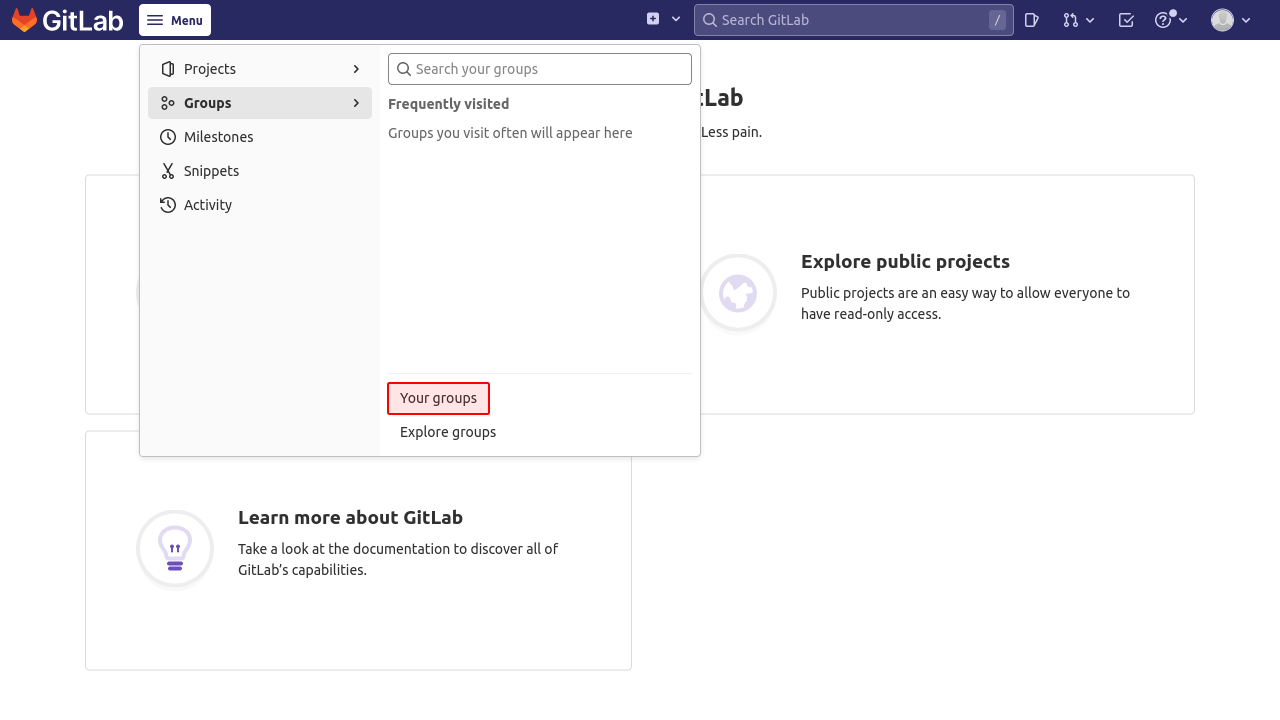 GitLab
Menu
Search GitLab
/
Projects
Groups
Milestones
Snippets
Activity
Search your groups
Frequently visited
Groups you visit often will appear here
Your groups
Explore groups
tLab
Less pain.
Explore public projects
Public projects are an easy way to allow everyone to
have read-only access.
Learn more about GitLab
Take a look at the documentation to discover all of
GitLab’s capabilities.